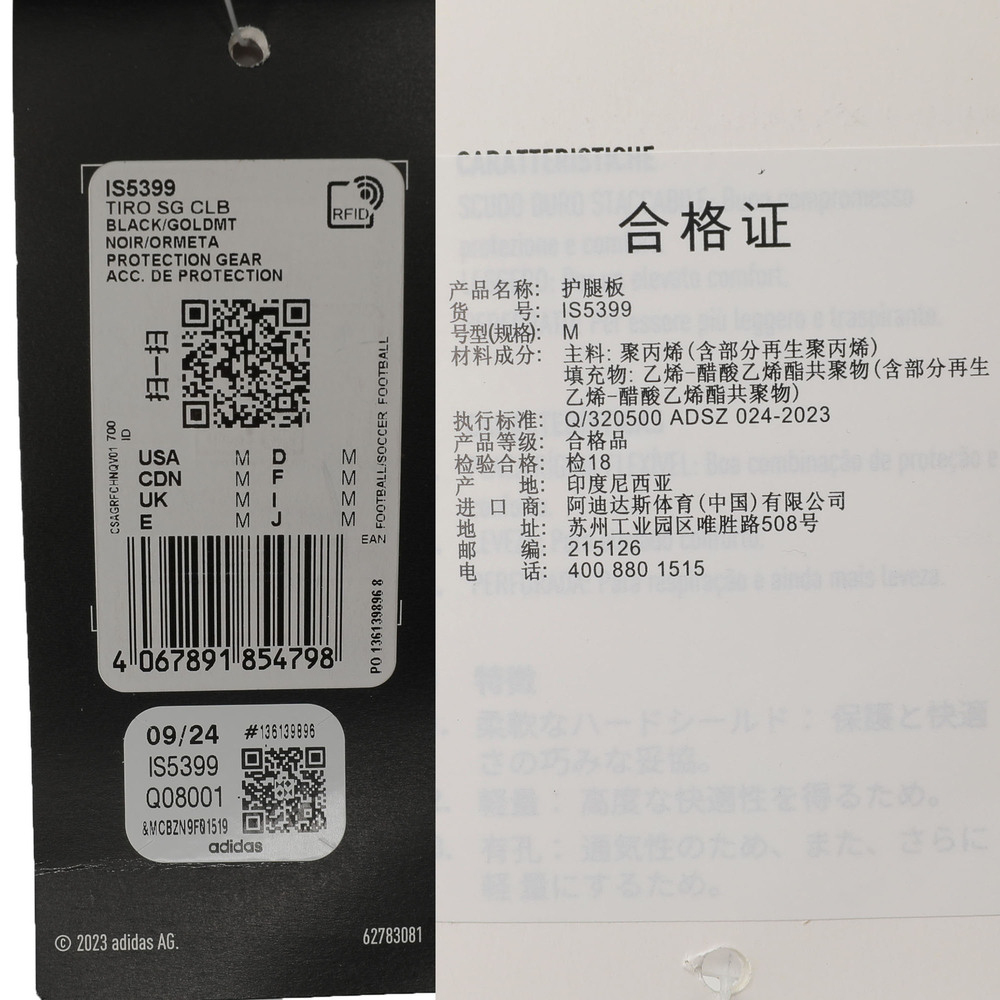 IS5399
TIRO SG CLB
BLACK/GOLDMT
NOIR/ORMETA
PROTECTION GEAR
ACC. DE PROTECTION
RFID
扫一扫
CSAGRFCHNQV01 700
ID
FOOTBALL/SOCCER FOOTBALL
USA M D M
CDN M F M
UK M I M
E M J M
4 067891 854798
PO 136139896 8
09/24 #136139896
IS5399
Q08001
adidas
© 2023 adidas AG.
62783081
CARATTERISTICHE
合格证
产品名称: 护腿板
货号: IS5399
号型(规格): M
材料成分: 主料: 聚丙烯(含部分再生聚丙烯)
填充物: 乙烯-醋酸乙烯酯共聚物(含部分再生
乙烯-醋酸乙烯酯共聚物)
执行标准: Q/320500 ADSZ 024-2023
产品等级: 合格品
检验合格: 检18
产地: 印度尼西亚
进口商: 阿迪达斯体育(中国)有限公司
地址: 苏州工业园区唯胜路508号
邮编: 215126
电话: 400 880 1515
特徴
柔軟なハードシールド： 保護と快適
さの巧みな妥協。
軽量： 高度な快適性を得るため。
有孔： 通気性のため、また、さらに
軽量にするため。